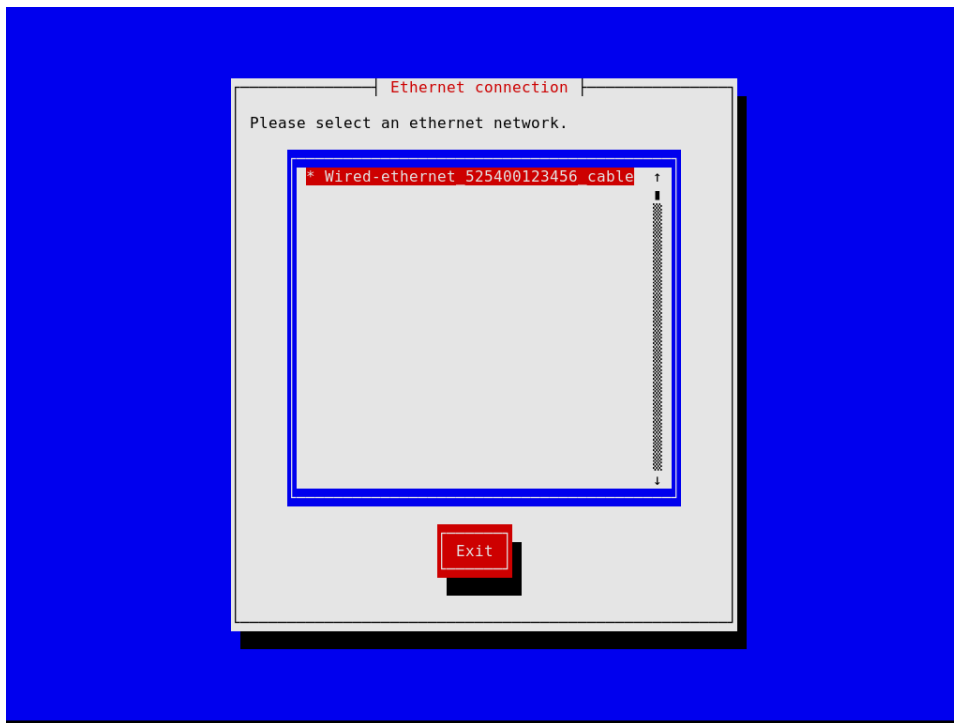 Ethernet connection
Please select an ethernet network.
* Wired-ethernet_525400123456_cable
Exit